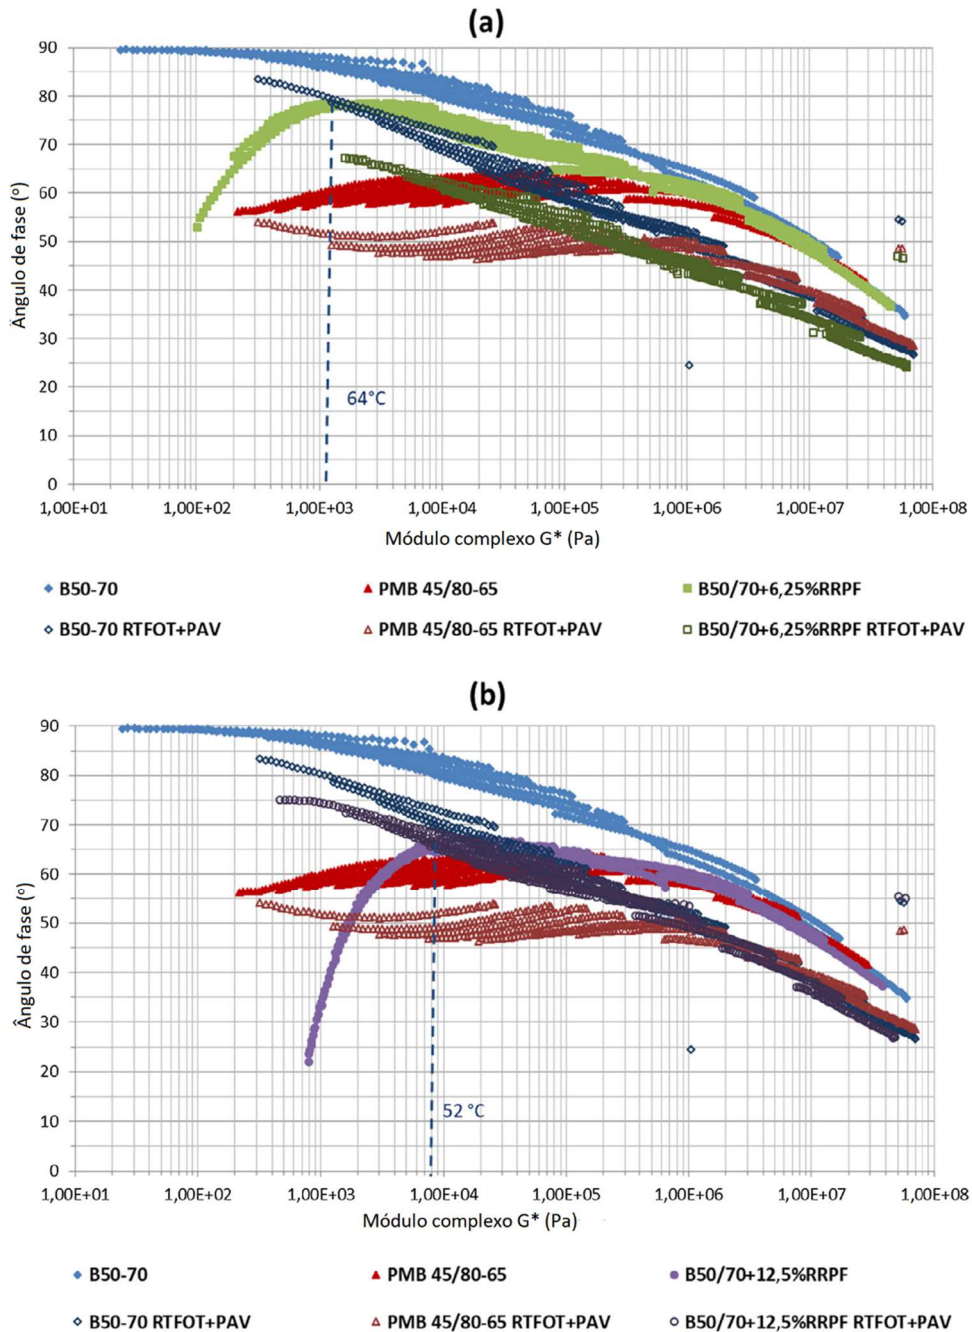 (a)
Ângulo de fase (°)
90
80
70
60
50
40
30
20
10
0
64°C
1,00E+01 1,00E+02 1,00E+03 1,00E+04 1,00E+05 1,00E+06 1,00E+07 1,00E+08
Módulo complexo G* (Pa)
B50-70 PMB 45/80-65 B50/70+6,25%RRPF
B50-70 RTFOT+PAV PMB 45/80-65 RTFOT+PAV B50/70+6,25%RRPF RTFOT+PAV
(b)
Ângulo de fase (°)
90
80
70
60
50
40
30
20
10
0
52 °C
1,00E+01 1,00E+02 1,00E+03 1,00E+04 1,00E+05 1,00E+06 1,00E+07 1,00E+08
Módulo complexo G* (Pa)
B50-70 PMB 45/80-65 B50/70+12,5%RRPF
B50-70 RTFOT+PAV PMB 45/80-65 RTFOT+PAV B50/70+12,5%RRPF RTFOT+PAV